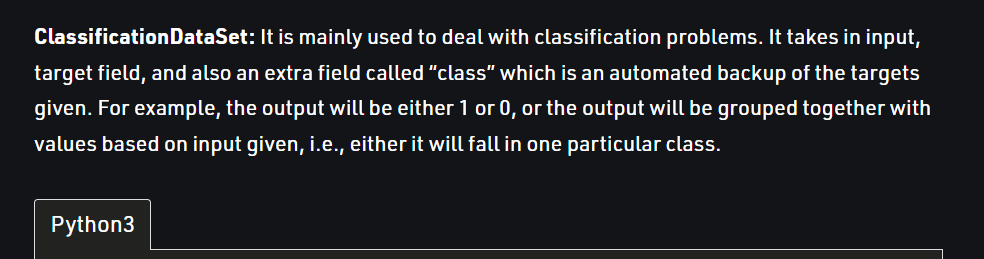 ClassificationDataSet: It is mainly used to deal with classification problems. It takes in input,
target field, and also an extra field called “class” which is an automated backup of the targets
given. For example, the output will be either 1 or 0, or the output will be grouped together with
values based on input given, i.e., either it will fall in one particular class.
Python3